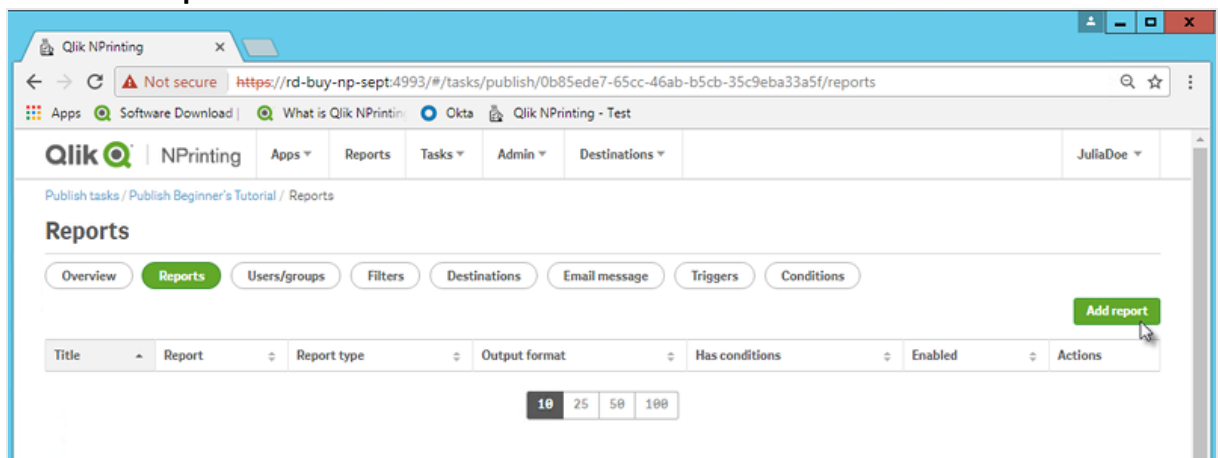 Qlik NPrinting
Not secure https://rd-buy-np-sept:4993/#/tasks/publish/0b85ede7-65cc-46ab-b5cb-35c9eba33a5f/reports
Apps Software Download | What is Qlik NPrintin Okta Qlik NPrinting - Test
Qlik NPrinting Apps Reports Tasks Admin Destinations JuliaDoe
Publish tasks / Publish Beginner's Tutorial / Reports
Reports
Overview Reports Users/groups Filters Destinations Email message Triggers Conditions
Add report
Title Report Report type Output format Has conditions Enabled Actions
10 25 50 100